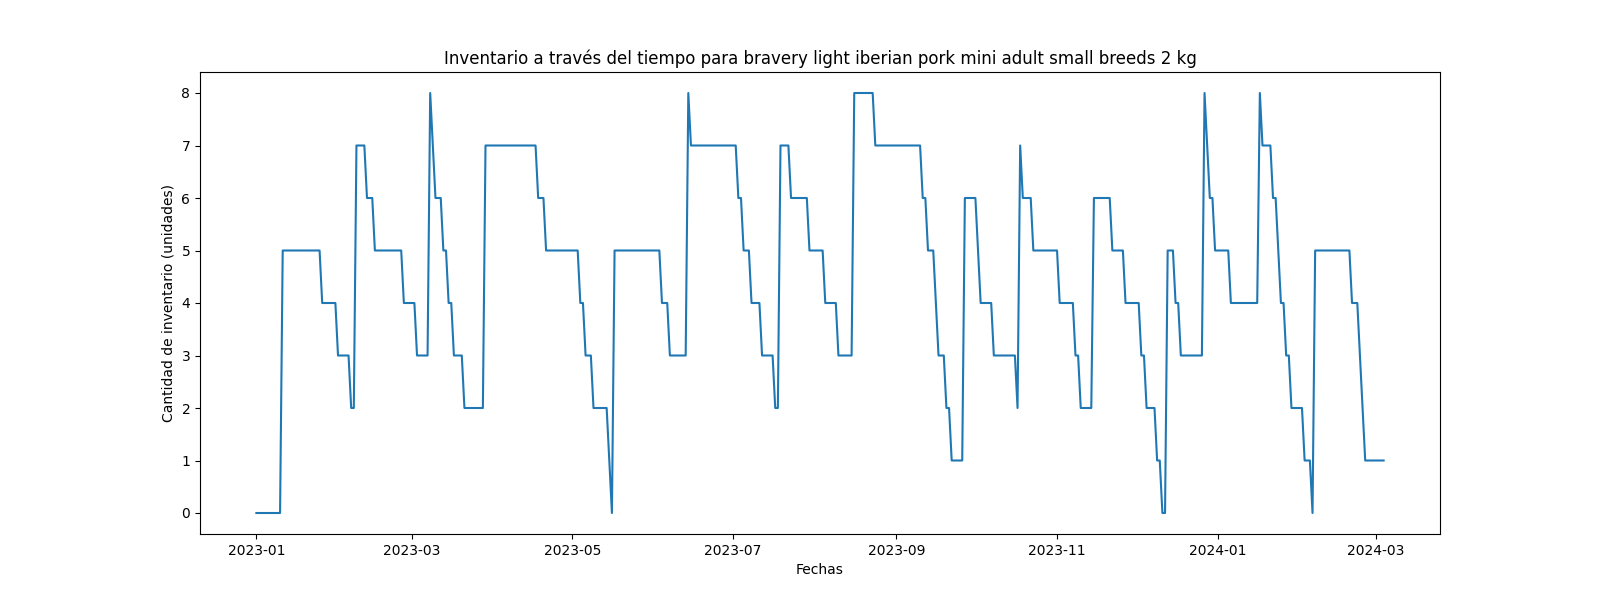 Inventario a través del tiempo para bravery light iberian pork mini adult small breeds 2 kg
Cantidad de inventario (unidades)
8
7
6
5
4
3
2
1
0
2023-01 2023-03 2023-05 2023-07 2023-09 2023-11 2024-01 2024-03
Fechas